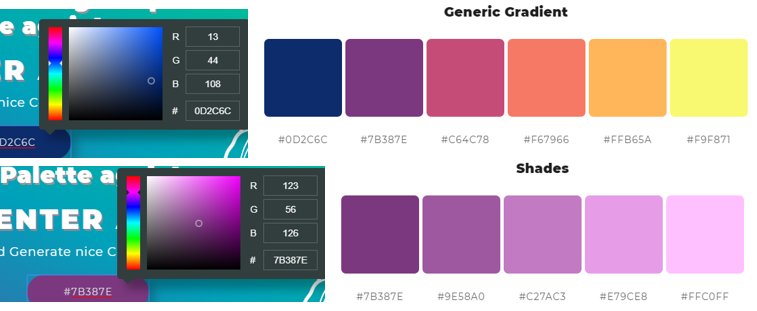 Generic Gradient
R 13
G 44
B 108
# 0D2C6C
ER
nice C
D2C6C
#0D2C6C #7B387E #C64C78 #F67966 #FFB65A #F9F871
Palette a
Shades
R 123
G 56
B 126
# 7B387E
ENTER
d Generate nice C
#7B387E
#7B387E #9E58A0 #C27AC3 #E79CE8 #FFC0FF